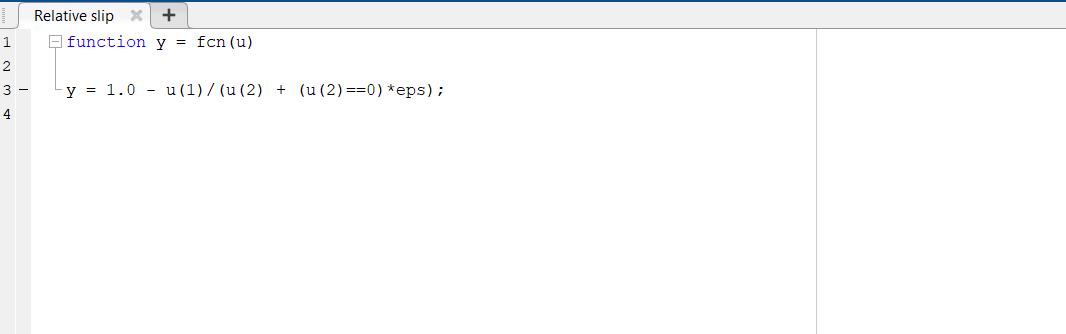 Relative slip
1 function y = fcn(u)
2
3 y = 1.0 - u(1)/(u(2) + (u(2)==0)*eps);
4